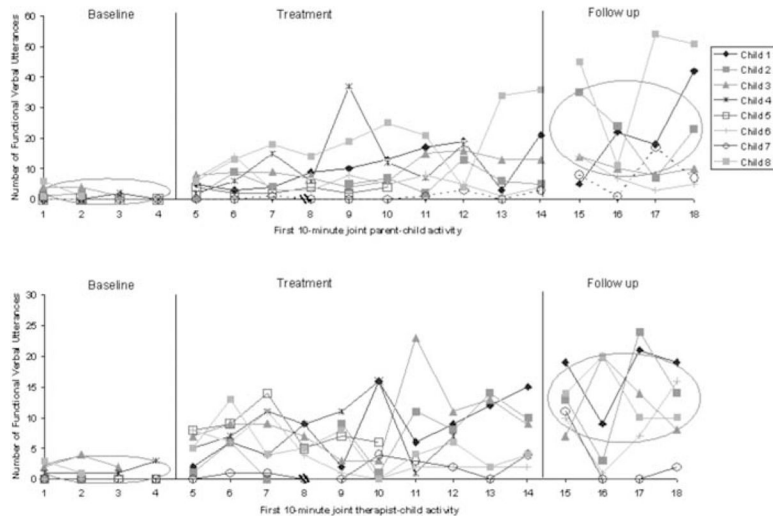 Baseline Treatment Follow up
Number of Functional Verbal Utterances
60
50
40
30
20
10
0
1 2 3 4 5 6 7 8 9 10 11 12 13 14 15 16 17 18
First 10-minute joint parent-child activity
Child 1
Child 2
Child 3
Child 4
Child 5
Child 6
Child 7
Child 8
Baseline Treatment Follow up
Number of Functional Verbal Utterances
30
25
20
15
10
5
0
1 2 3 4 5 6 7 8 9 10 11 12 13 14 15 16 17 18
First 10-minute joint therapist-child activity